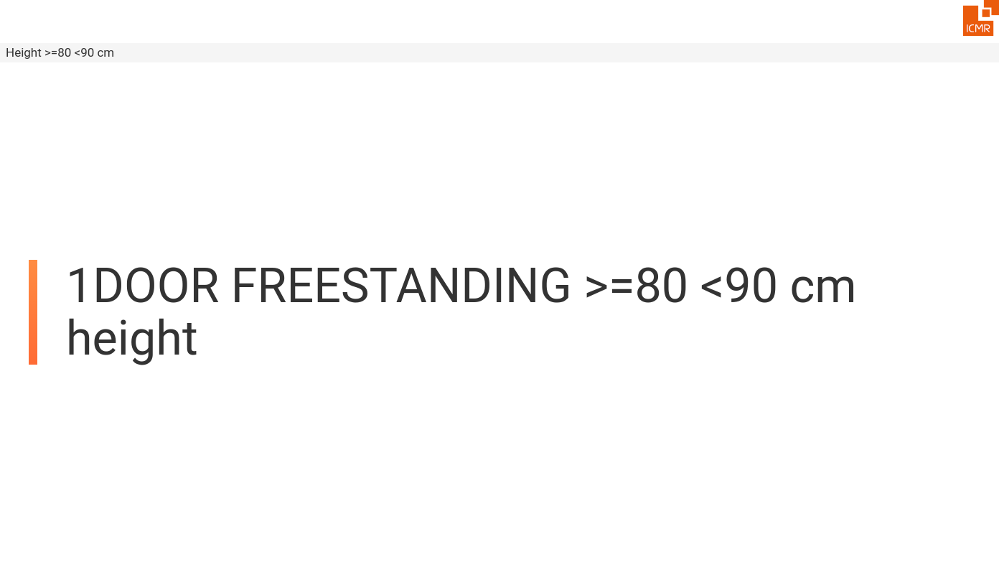 ICMR
Height >=80 <90 cm
1DOOR FREESTANDING >=80 <90 cm
height